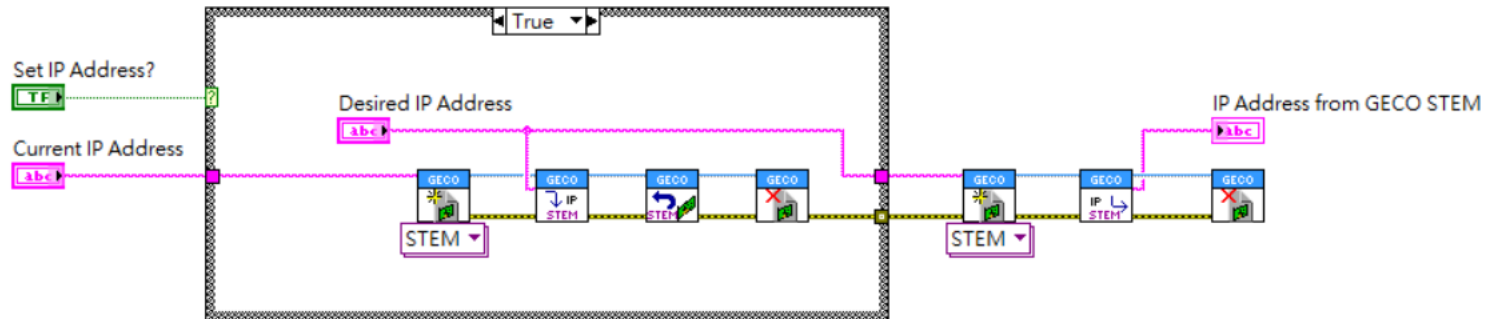 True
Set IP Address?
TF
?
Desired IP Address
abc
IP Address from GECO STEM
abc
Current IP Address
abc
GECO
GECO
IP
STEM
GECO
STEM
GECO
GECO
GECO
IP
STEM
GECO
STEM
STEM